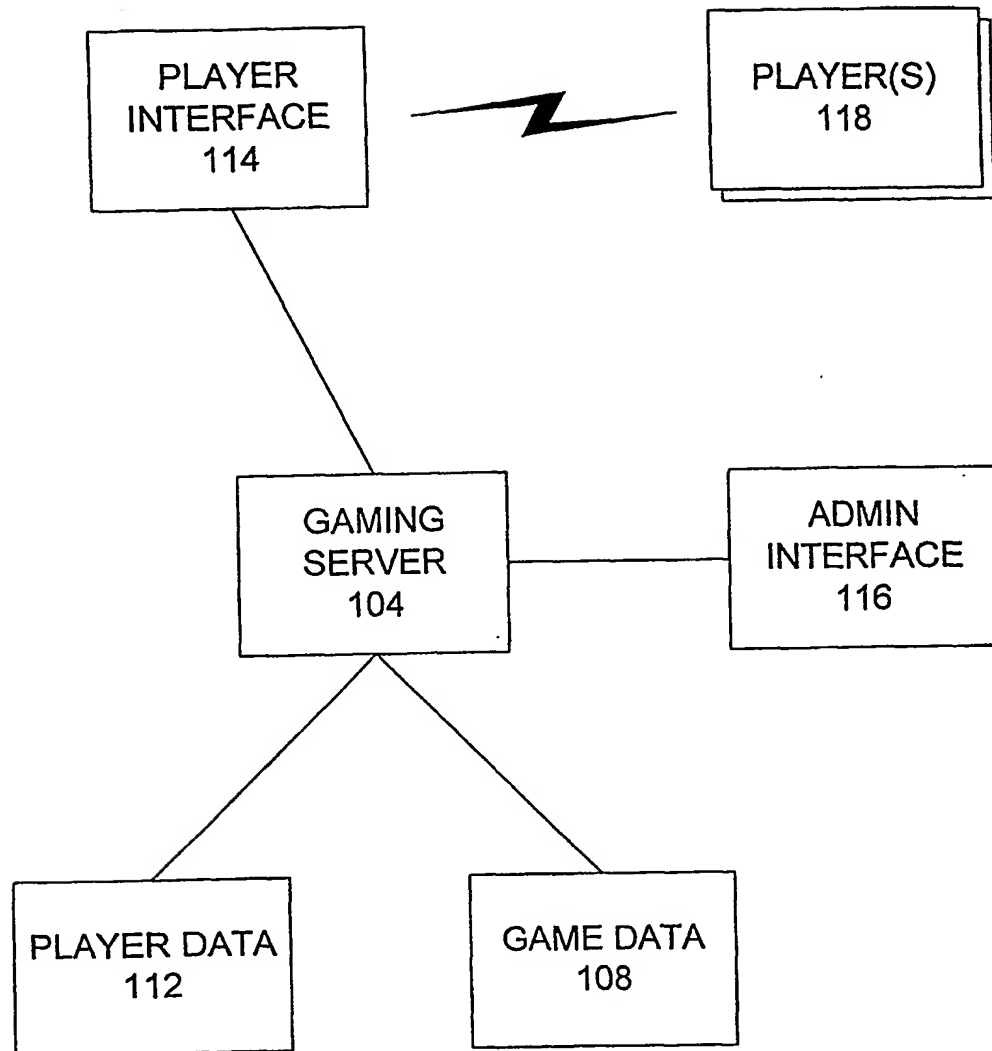 PLAYER
INTERFACE
114
PLAYER(S)
118
GAMING
SERVER
104
ADMIN
INTERFACE
116
PLAYER DATA
112
GAME DATA
108